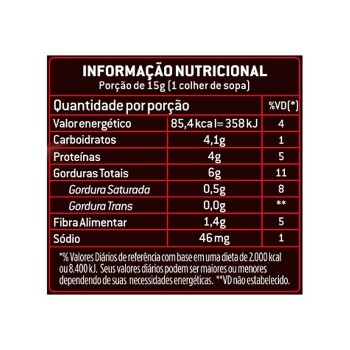 INFORMAÇÃO NUTRICIONAL
Porção de 15g (1 colher de sopa)
Quantidade por porção %VD(*)
Valor energético 85,4kcal=358kJ 4
Carboidratos 4,1g 1
Proteínas 4g 5
Gorduras Totais 6g 11
Gordura Saturada 0,5g 8
Gordura Trans 0,0g **
Fibra Alimentar 1,4g 5
Sódio 46mg 1
*% Valores Diários de referência com base em uma dieta de 2.000 kcal
ou 8.400 kJ. Seus valores diários podem ser maiores ou menores
dependendo de suas necessidades energéticas. **VD não estabelecido.